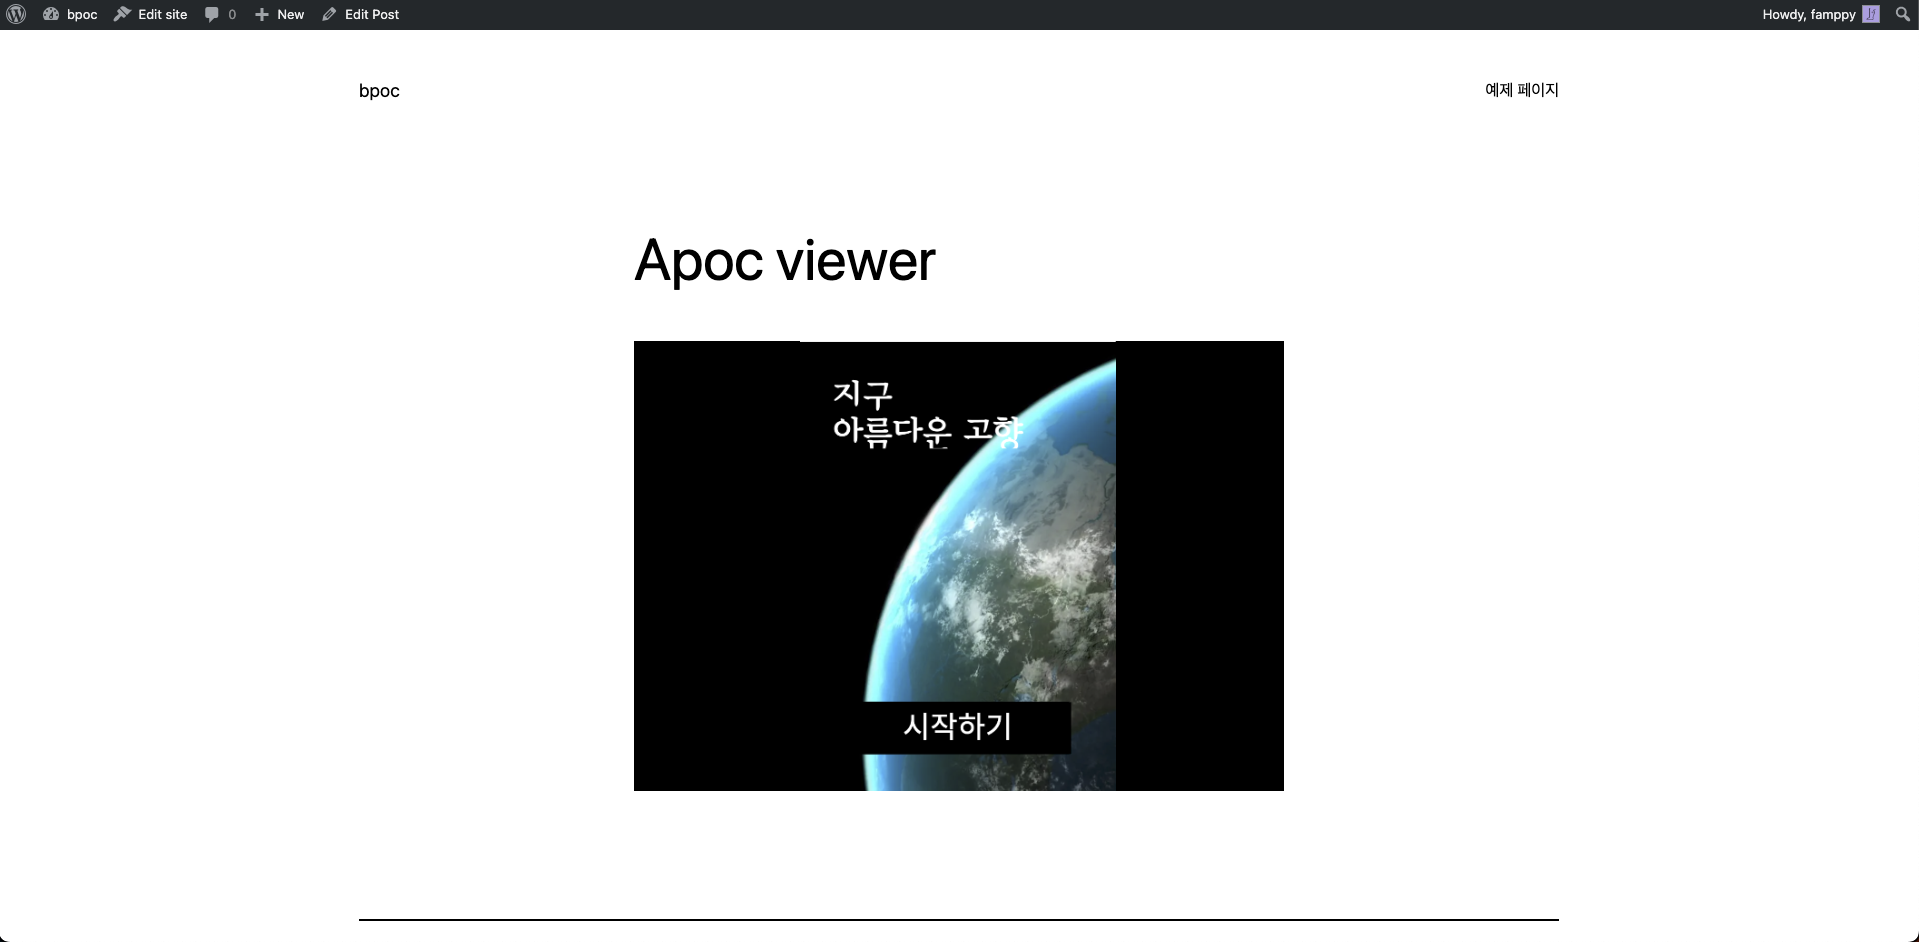 bpoc
Edit site
0
New
Edit Post
Howdy, famppy
bpoc
예제 페이지
Apoc viewer
지구
아름다운 고향
시작하기